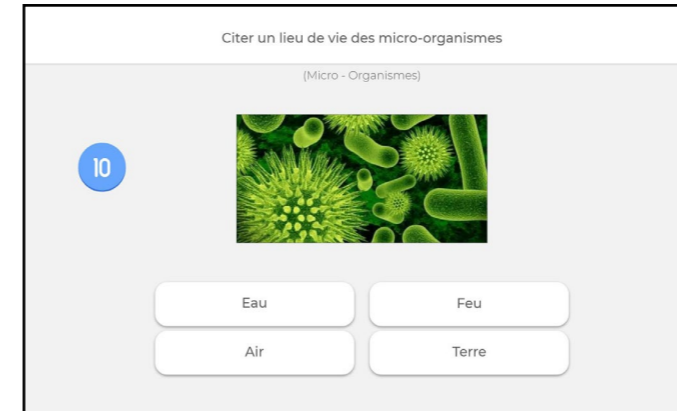 Citer un lieu de vie des micro-organismes
(Micro - Organismes)
10
Eau
Feu
Air
Terre